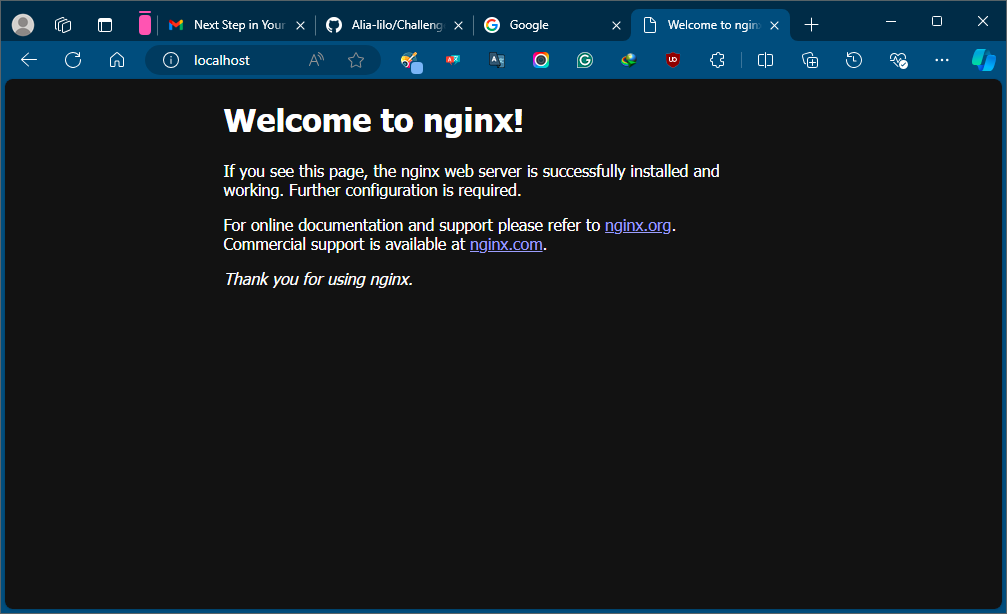 Next Step in Your
Alia-lilo/Challeng
Google
Welcome to nginx
localhost
Welcome to nginx!
If you see this page, the nginx web server is successfully installed and
working. Further configuration is required.
For online documentation and support please refer to nginx.org.
Commercial support is available at nginx.com.
Thank you for using nginx.